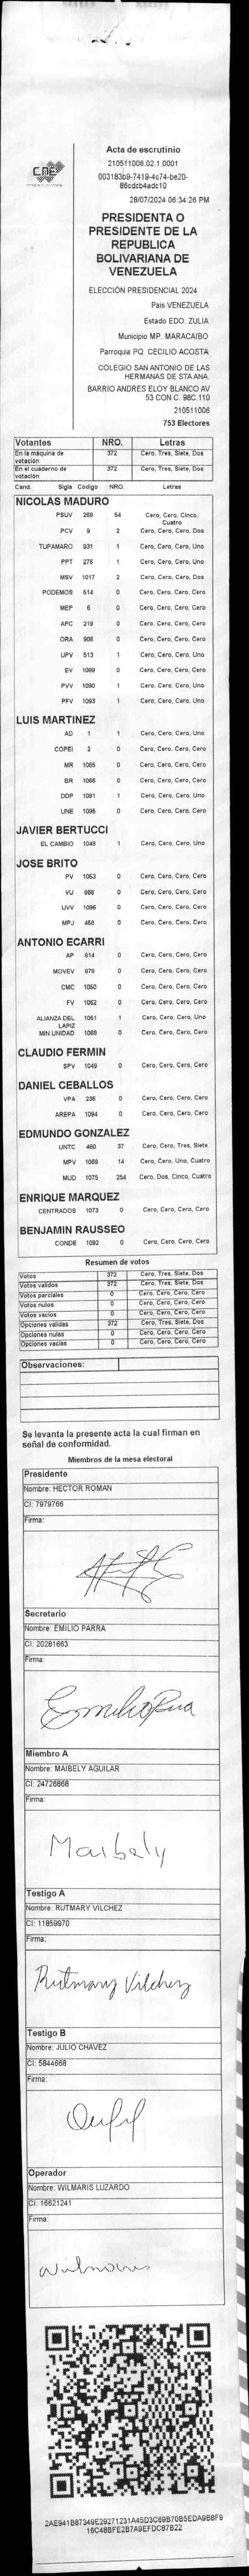 CNE
Acta de escrutinio
210511006.02.1.0001
003183b9-7419-4c74-be20-
86cdcb4adc10
28/07/2024 06:34:26 PM
PRESIDENTA O
PRESIDENTE DE LA
REPUBLICA
BOLIVARIANA DE
VENEZUELA
ELECCIÓN PRESIDENCIAL 2024
Pais VENEZUELA
Estado EDO. ZULIA
Municipio MP. MARACAIBO
Parroquia PQ. CECILIO ACOSTA
COLEGIO SAN ANTONIO DE LAS
HERMANAS DE STA ANA.
BARRIO ANDRES ELOY BLANCO AV
53 CON C. 98C.110
210511006
753 Electores
Votantes NRO. Letras
En la máquina de votación 372 Cero, Tres, Siete, Dos
En el cuaderno de votación 372 Cero, Tres, Siete, Dos
Cand. Sigla Codigo NRO. Letras
NICOLAS MADURO
PSUV 269 54 Cero, Cero, Cinco, Cuatro
PCV 9 2 Cero, Cero, Cero, Dos
TUPAMARO 931 1 Cero, Cero, Cero, Uno
PPT 276 1 Cero, Cero, Cero, Uno
MSV 1017 2 Cero, Cero, Cero, Dos
PODEMOS 514 0 Cero, Cero, Cero, Cero
MEP 6 0 Cero, Cero, Cero, Cero
APC 219 0 Cero, Cero, Cero, Cero
ORA 906 0 Cero, Cero, Cero, Cero
UPV 513 1 Cero, Cero, Cero, Uno
EV 1089 0 Cero, Cero, Cero, Cero
PVV 1090 1 Cero, Cero, Cero, Uno
PFV 1093 1 Cero, Cero, Cero, Uno
LUIS MARTINEZ
AD 1 1 Cero, Cero, Cero, Uno
COPEI 2 0 Cero, Cero, Cero, Cero
MR 1065 0 Cero, Cero, Cero, Cero
BR 1066 0 Cero, Cero, Cero, Cero
DDP 1091 1 Cero, Cero, Cero, Uno
UNE 1095 0 Cero, Cero, Cero, Cero
JAVIER BERTUCCI
EL CAMBIO 1048 1 Cero, Cero, Cero, Uno
JOSE BRITO
PV 1053 0 Cero, Cero, Cero, Cero
VU 968 0 Cero, Cero, Cero, Cero
UVV 1096 0 Cero, Cero, Cero, Cero
MPJ 458 0 Cero, Cero, Cero, Cero
ANTONIO ECARRI
AP 814 0 Cero, Cero, Cero, Cero
MOVEV 878 0 Cero, Cero, Cero, Cero
CMC 1050 0 Cero, Cero, Cero, Cero
FV 1062 0 Cero, Cero, Cero, Cero
ALIANZA DEL LAPIZ 1051 1 Cero, Cero, Cero, Uno
MIN UNIDAD 1088 0 Cero, Cero, Cero, Cero
CLAUDIO FERMIN
SPV 1049 0 Cero, Cero, Cero, Cero
DANIEL CEBALLOS
VPA 236 0 Cero, Cero, Cero, Cero
AREPA 1094 0 Cero, Cero, Cero, Cero
EDMUNDO GONZALEZ
UNTC 460 37 Cero, Cero, Tres, Siete
MPV 1069 14 Cero, Cero, Uno, Cuatro
MUD 1075 254 Cero, Dos, Cinco, Cuatro
ENRIQUE MARQUEZ
CENTRADOS 1073 0 Cero, Cero, Cero, Cero
BENJAMIN RAUSSEO
CONDE 1092 0 Cero, Cero, Cero, Cero
Resumen de votos
Votos 372 Cero, Tres, Siete, Dos
Votos validos 372 Cero, Tres, Siete, Dos
Votos parciales 0 Cero, Cero, Cero, Cero
Votos nulos 0 Cero, Cero, Cero, Cero
Votos vacios 0 Cero, Cero, Cero, Cero
Opciones validas 372 Cero, Tres, Siete, Dos
Opciones nulas 0 Cero, Cero, Cero, Cero
Opciones vacias 0 Cero, Cero, Cero, Cero
Observaciones:
Se levanta la presente acta la cual firman en
señal de conformidad.
Miembros de la mesa electoral
Presidente
Nombre: HECTOR ROMAN
CI: 7979766
Firma:
Secretario
Nombre: EMILIO PARRA
CI: 20281663
Firma:
Emilio
Miembro A
Nombre: MAIBELY AGUILAR
CI: 24726868
Firma:
Maibely
Testigo A
Nombre: RUTMARY VILCHEZ
CI: 11859970
Firma:
Rutmary Vilchez
Testigo B
Nombre: JULIO CHAVEZ
CI: 5844668
Firma:
Operador
Nombre: WILMARIS LUZARDO
CI: 16621241
Firma:
Wilmaris
2AE941B87349E29271231A45D3C69B70B5EDA9B8F9
16C48BFE2B7A9EFDC87B22